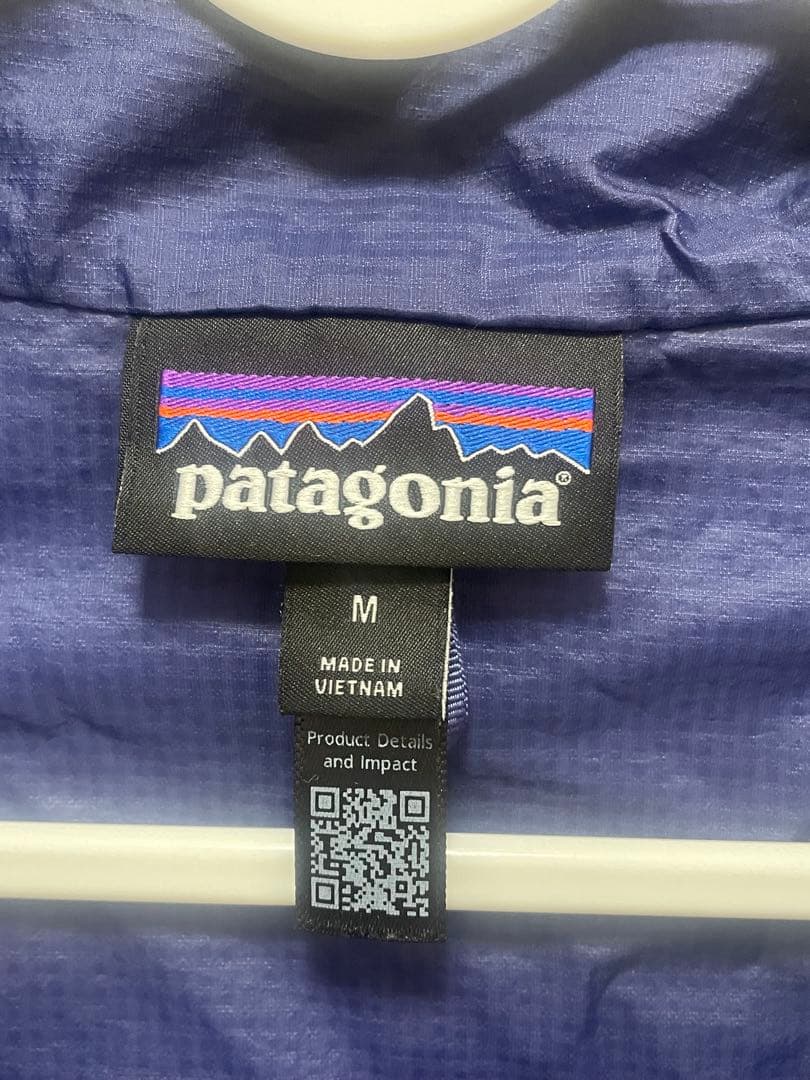 patagonia®
M
MADE IN
VIETNAM
Product Details
and Impact